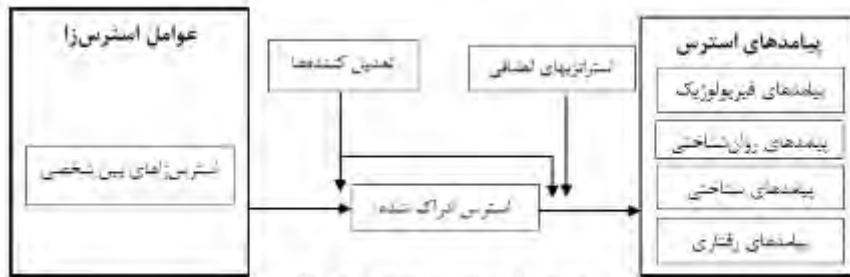 عوامل استرس‌زا
استرس‌زاهای بین شخصی
تعدیل کننده‌ها
استراتژیهای انطباقی
استرس ادراک شده
پیامدهای استرس
پیامدهای فیزیولوژیک
پیامدهای روان‌شناختی
پیامدهای شناختی
پیامدهای رفتاری